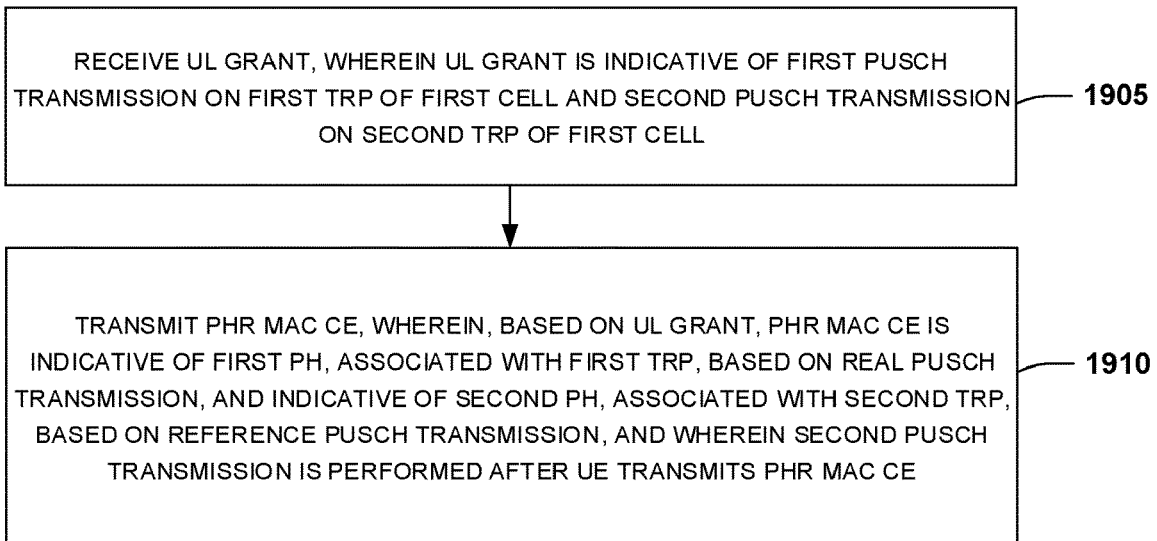 RECEIVE UL GRANT, WHEREIN UL GRANT IS INDICATIVE OF FIRST PUSCH
TRANSMISSION ON FIRST TRP OF FIRST CELL AND SECOND PUSCH TRANSMISSION
ON SECOND TRP OF FIRST CELL
1905
TRANSMIT PHR MAC CE, WHEREIN, BASED ON UL GRANT, PHR MAC CE IS
INDICATIVE OF FIRST PH, ASSOCIATED WITH FIRST TRP, BASED ON REAL PUSCH
TRANSMISSION, AND INDICATIVE OF SECOND PH, ASSOCIATED WITH SECOND TRP,
BASED ON REFERENCE PUSCH TRANSMISSION, AND WHEREIN SECOND PUSCH
TRANSMISSION IS PERFORMED AFTER UE TRANSMITS PHR MAC CE
1910